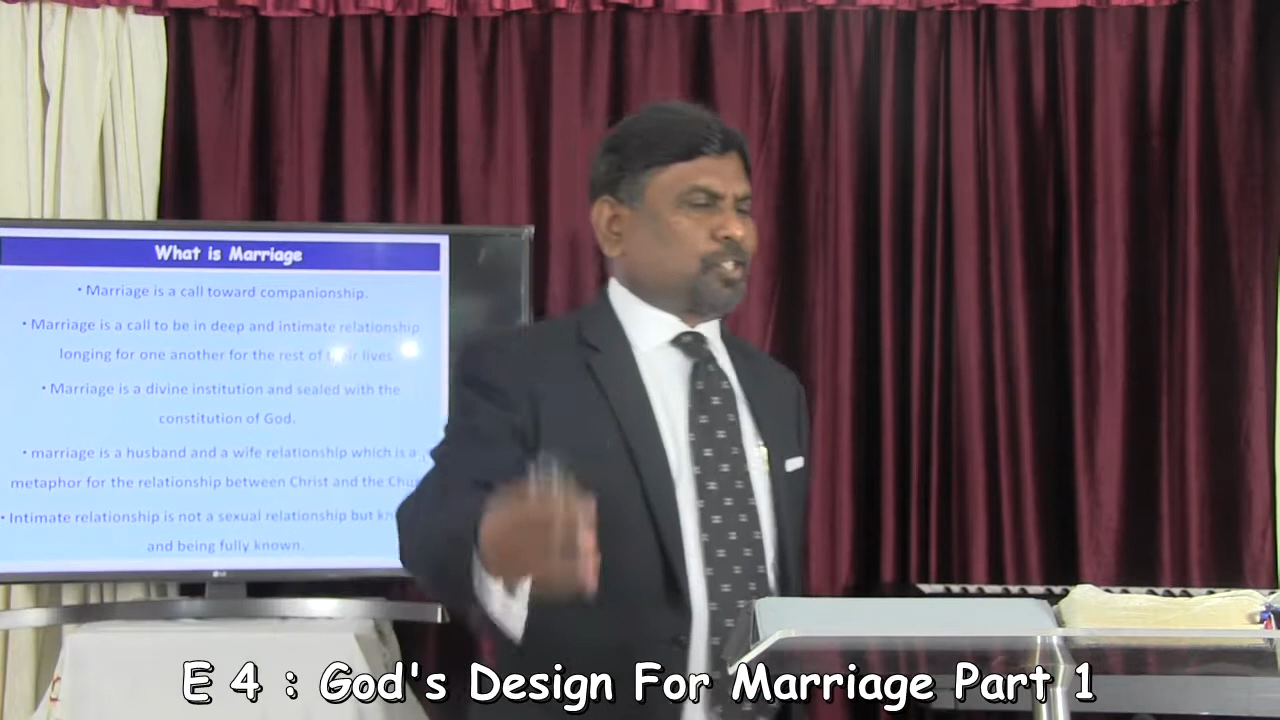 What is Marriage
• Marriage is a call toward companionship.
• Marriage is a call to be in deep and intimate relationship
longing for one another for the rest of their lives.
• Marriage is a divine institution and sealed with the
constitution of God.
• marriage is a husband and a wife relationship which is a
metaphor for the relationship between Christ and the
• Intimate relationship is not a sexual relationship but
and being fully known.
LG
E 4 : God's Design For Marriage Part 1